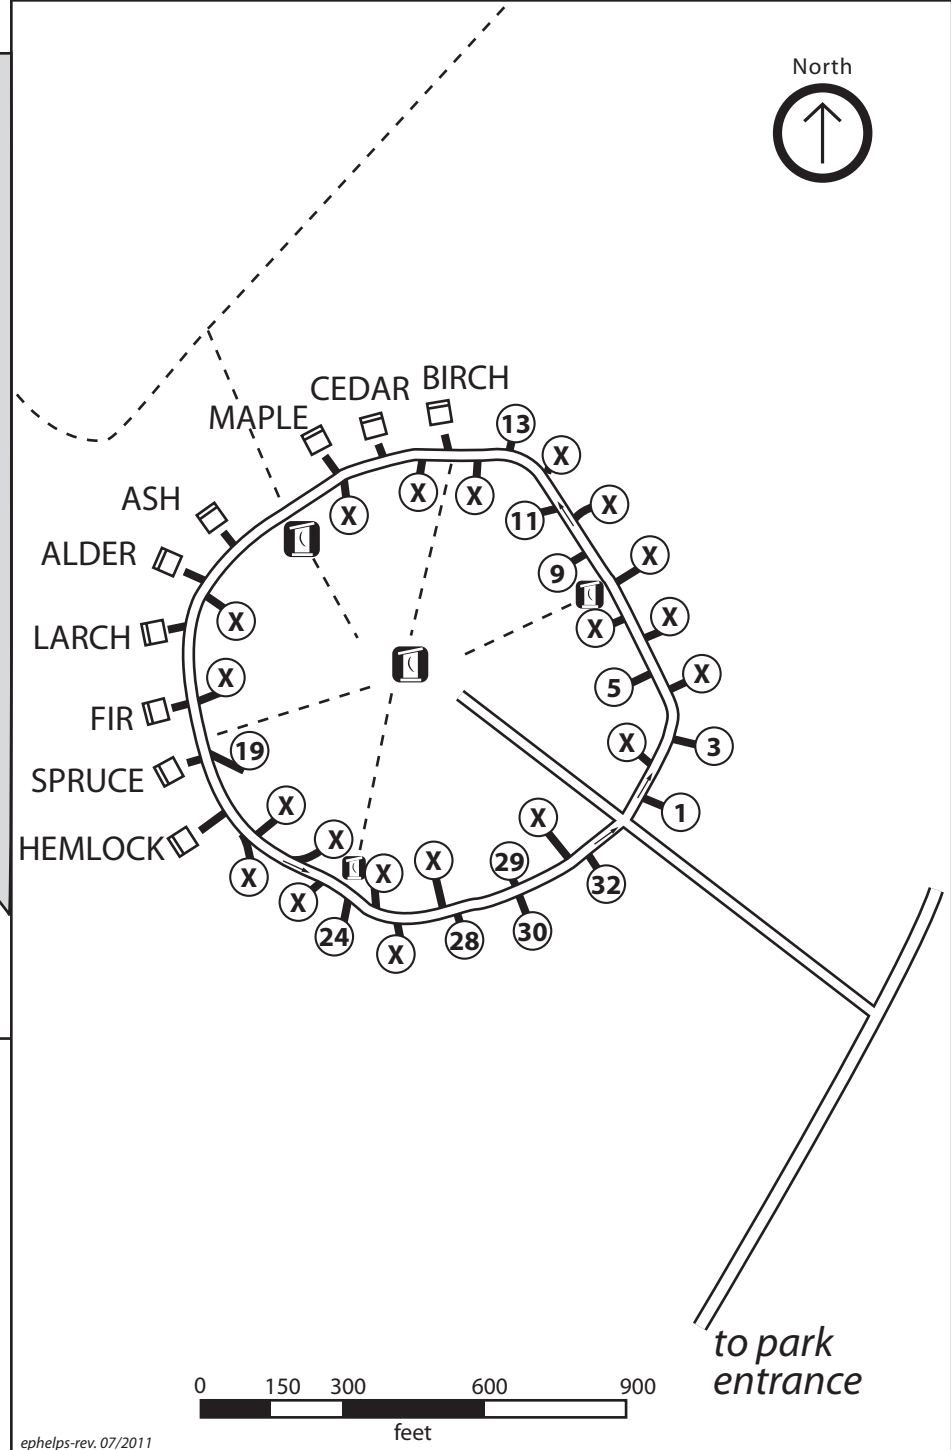 North
BIRCH
CEDAR
MAPLE
13
X
X
X
X
X
11
X
ASH
ALDER
9
X
X
X
X
LARCH
X
X
5
FIR
X
3
19
SPRUCE
X
1
X
HEMLOCK
X
X
X
29
X
32
X
24
30
28
X
to park
entrance
0 150 300 600 900
feet
ephelps-rev. 07/2011